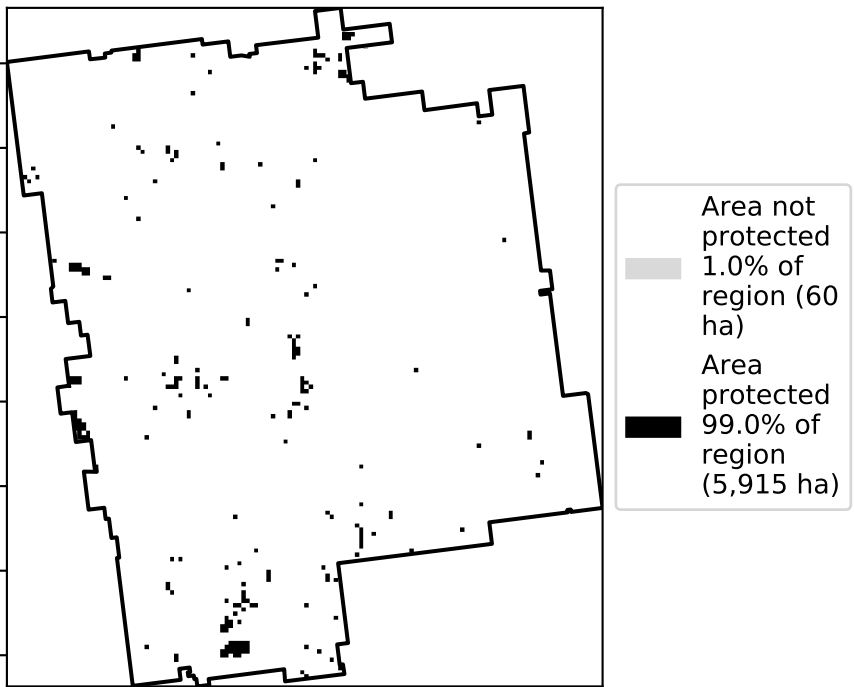 Area not
protected
1.0% of
region (60
ha)
Area
protected
99.0% of
region
(5,915 ha)